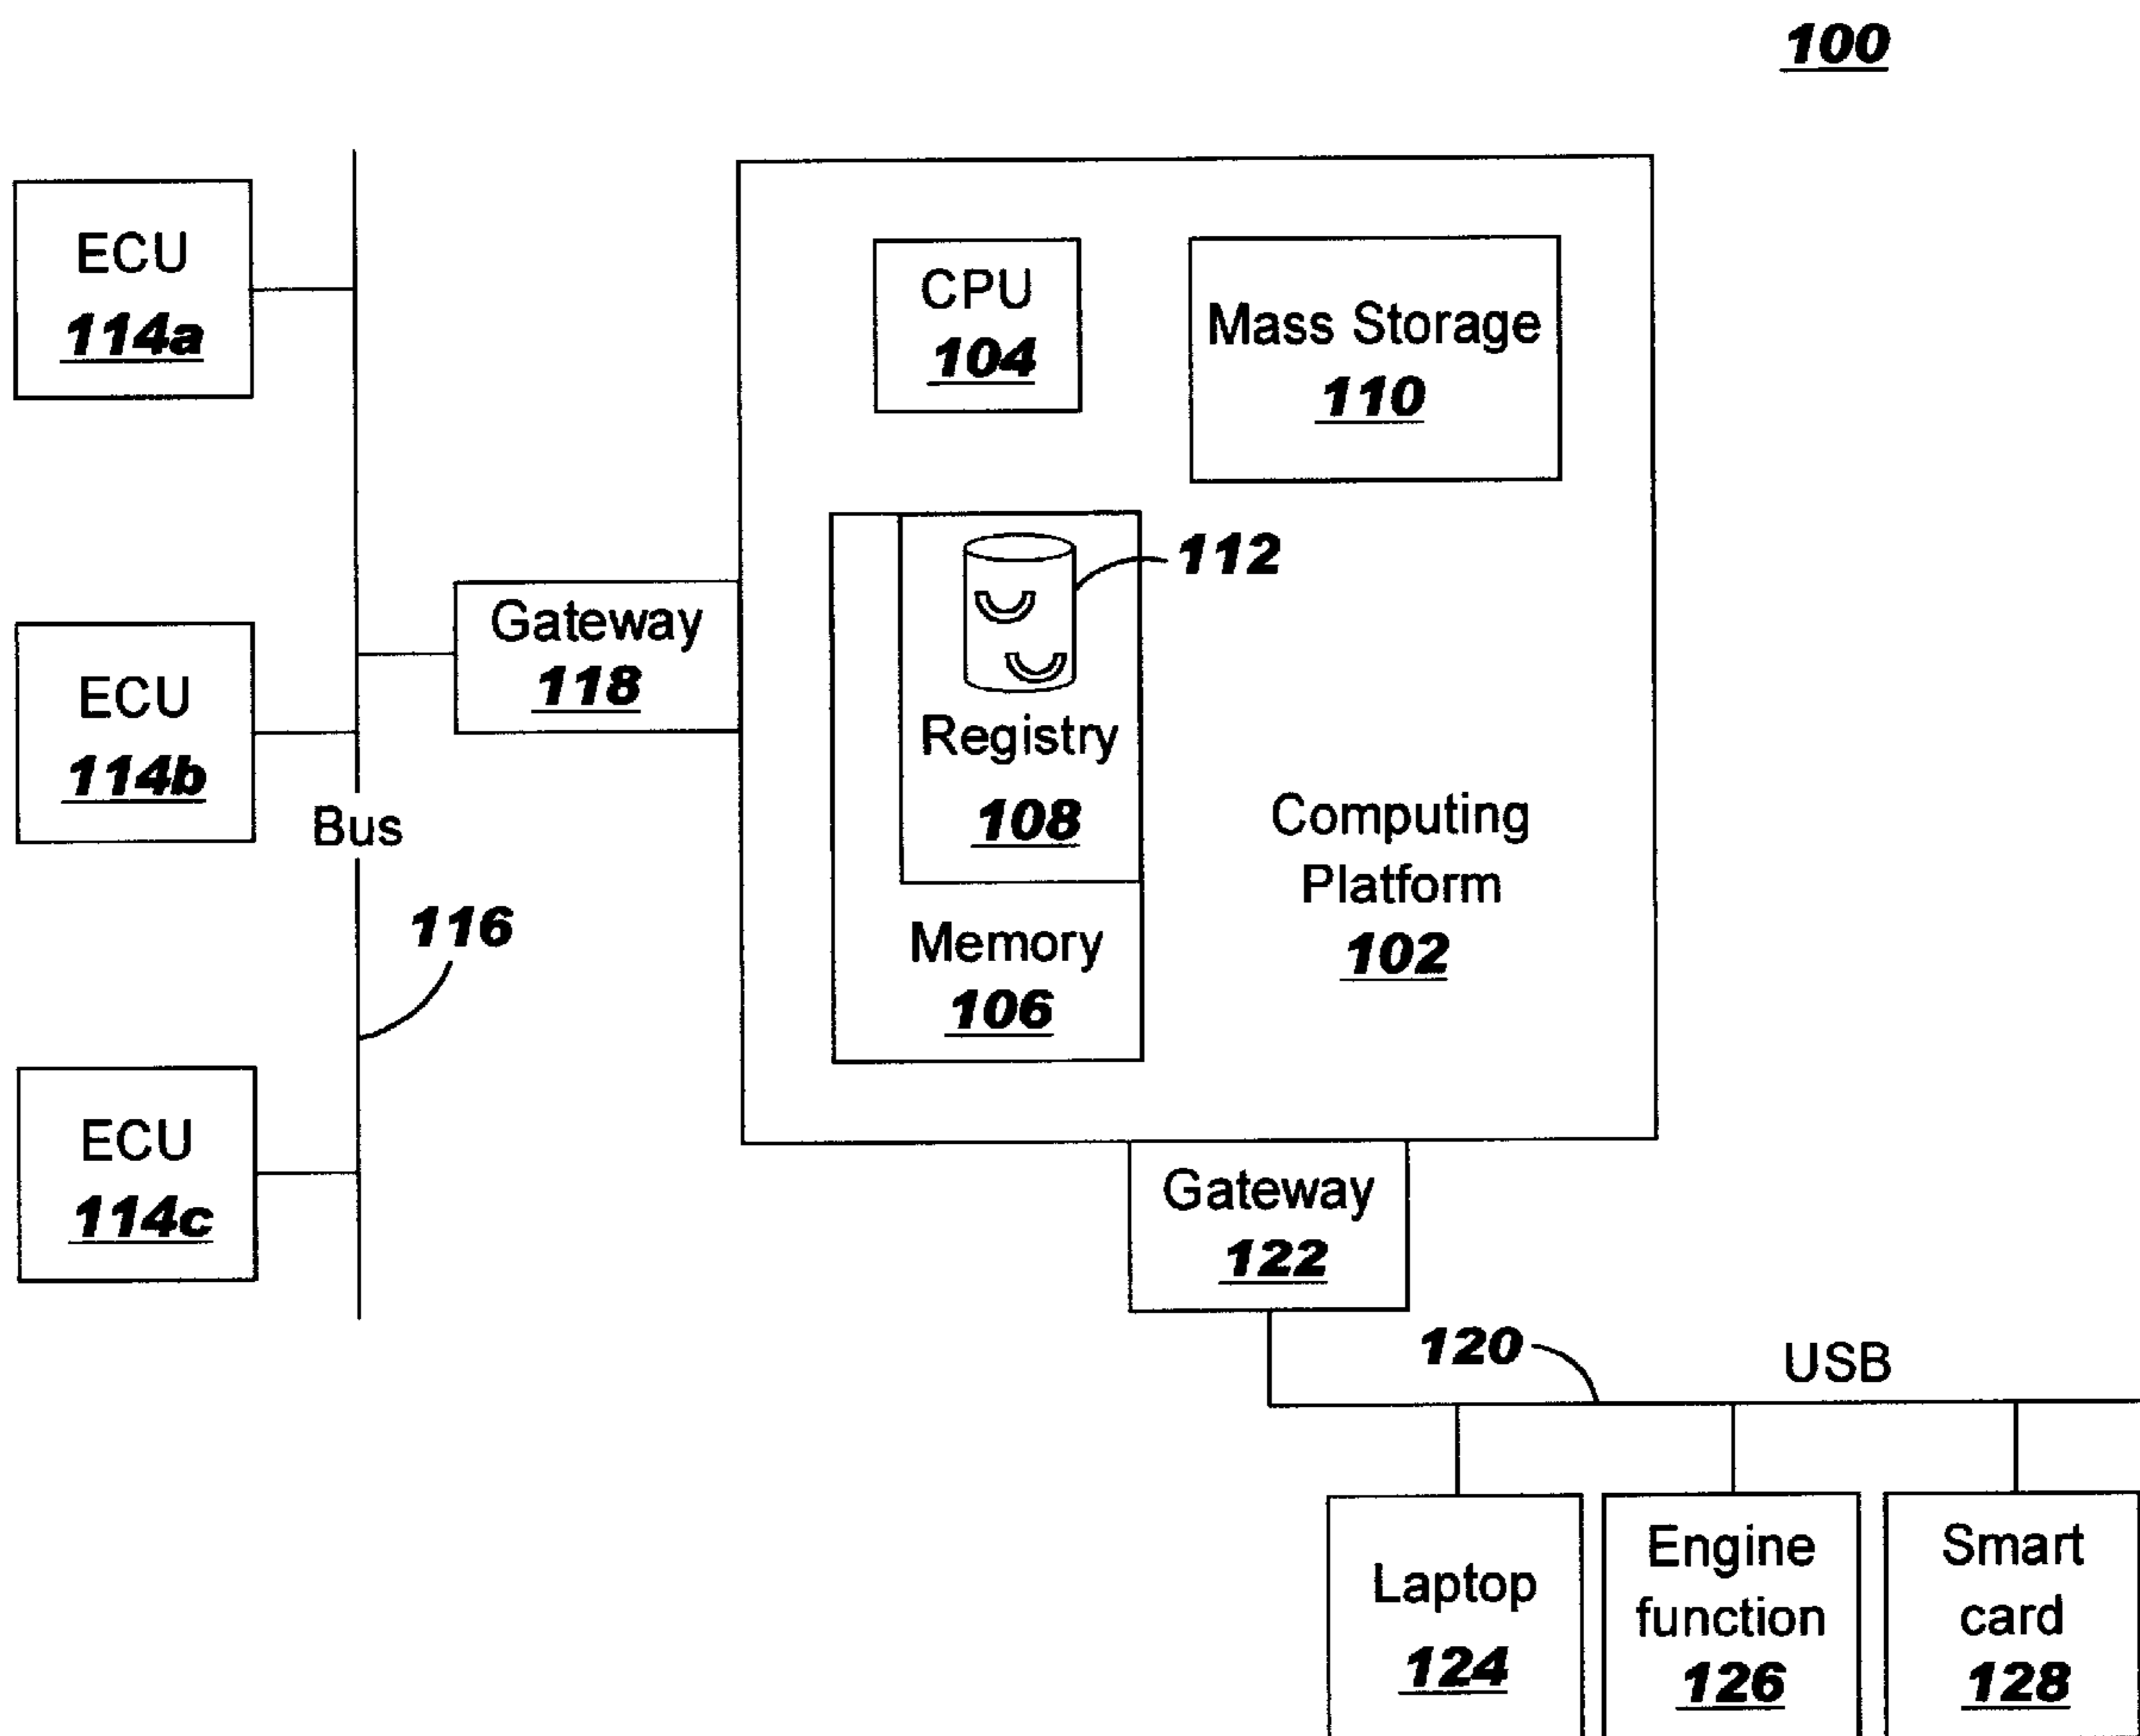 100
ECU
114a
CPU
104
Mass Storage
110
112
Gateway
118
Registry
108
ECU
114b
Bus
Computing
Platform
102
116
Memory
106
ECU
114c
Gateway
122
120
USB
Laptop
124
Engine
function
126
Smart
card
128